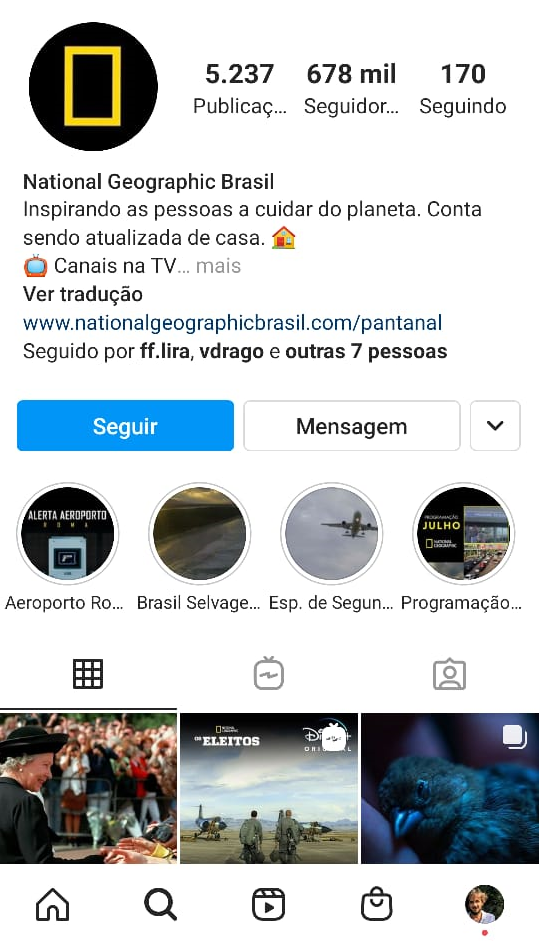 5.237 678 mil 170
Publicaç... Seguidor... Seguindo
National Geographic Brasil
Inspirando as pessoas a cuidar do planeta. Conta
sendo atualizada de casa. 🏠
📺 Canais na TV... mais
Ver tradução
www.nationalgeographicbrasil.com/pantanal
Seguido por ff.lira, vdrago e outras 7 pessoas
Seguir Mensagem
ALERTA AEROPORTO
ROMA
PROGRAMAÇÃO
JULHO
NATIONAL
GEOGRAPHIC
Aeroporto Ro... Brasil Selvage... Esp. de Segun... Programação...
NATIONAL
GEOGRAPHIC
OS ELEITOS